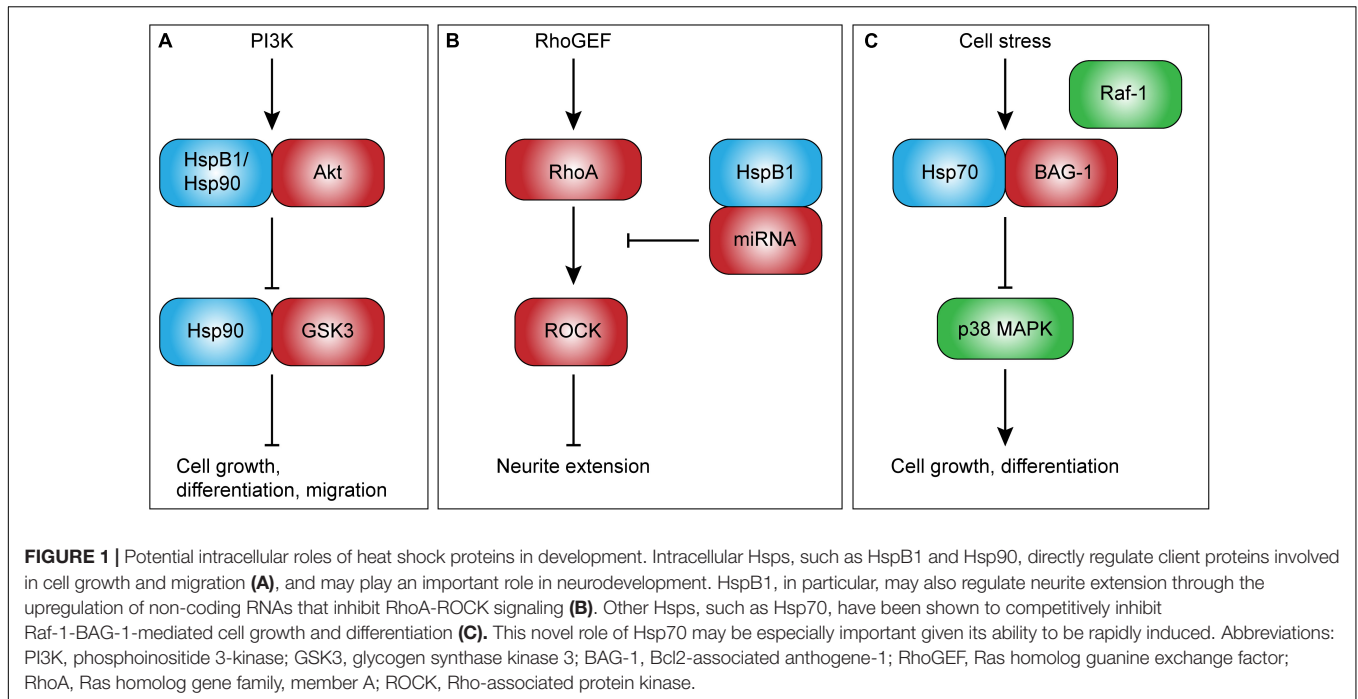 A
PI3K
HspB1/
Hsp90
Akt
Hsp90
GSK3
Cell growth,
differentiation, migration
B
RhoGEF
RhoA
HspB1
miRNA
ROCK
Neurite extension
C
Cell stress
Raf-1
Hsp70
BAG-1
p38 MAPK
Cell growth, differentiation
FIGURE 1 | Potential intracellular roles of heat shock proteins in development. Intracellular Hsps, such as HspB1 and Hsp90, directly regulate client proteins involved
in cell growth and migration (A), and may play an important role in neurodevelopment. HspB1, in particular, may also regulate neurite extension through the
upregulation of non-coding RNAs that inhibit RhoA-ROCK signaling (B). Other Hsps, such as Hsp70, have been shown to competitively inhibit
Raf-1-BAG-1-mediated cell growth and differentiation (C). This novel role of Hsp70 may be especially important given its ability to be rapidly induced. Abbreviations:
PI3K, phosphoinositide 3-kinase; GSK3, glycogen synthase kinase 3; BAG-1, Bcl2-associated anthogene-1; RhoGEF, Ras homolog guanine exchange factor;
RhoA, Ras homolog gene family, member A; ROCK, Rho-associated protein kinase.